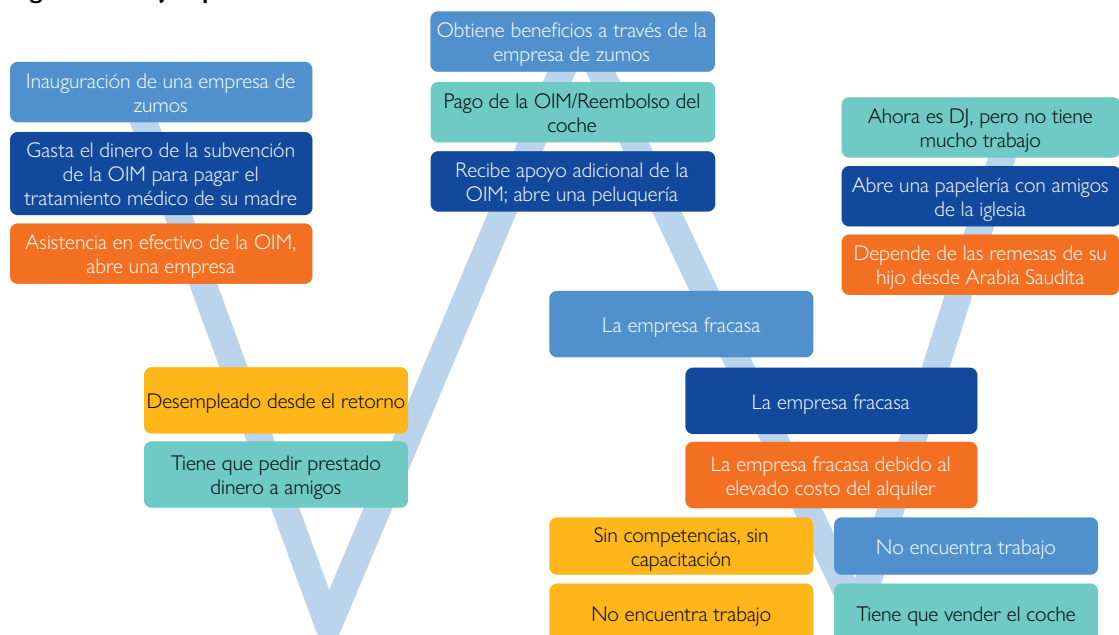 Inauguración de una empresa de
zumos
Gasta el dinero de la subvención
de la OIM para pagar el
tratamiento médico de su madre
Asistencia en efectivo de la OIM,
abre una empresa
Desempleado desde el retorno
Tiene que pedir prestado
dinero a amigos
Obtiene beneficios a través de la
empresa de zumos
Pago de la OIM/Reembolso del
coche
Recibe apoyo adicional de la
OIM; abre una peluquería
La empresa fracasa
La empresa fracasa
La empresa fracasa debido al
elevado costo del alquiler
Sin competencias, sin
capacitación
No encuentra trabajo
No encuentra trabajo
Tiene que vender el coche
Ahora es DJ, pero no tiene
mucho trabajo
Abre una papelería con amigos
de la iglesia
Depende de las remesas de su
hijo desde Arabia Saudita